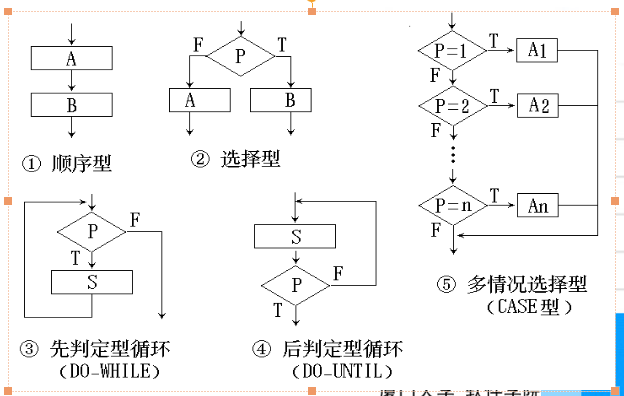 A
B
① 顺序型
F
P
T
A
B
② 选择型
P=1
T
A1
F
P=2
T
A2
F
P=n
T
An
F
⑤ 多情况选择型
(CASE型)
P
F
T
S
③ 先判定型循环
(DO-WHILE)
S
P
F
T
④ 后判定型循环
(DO-UNTIL)